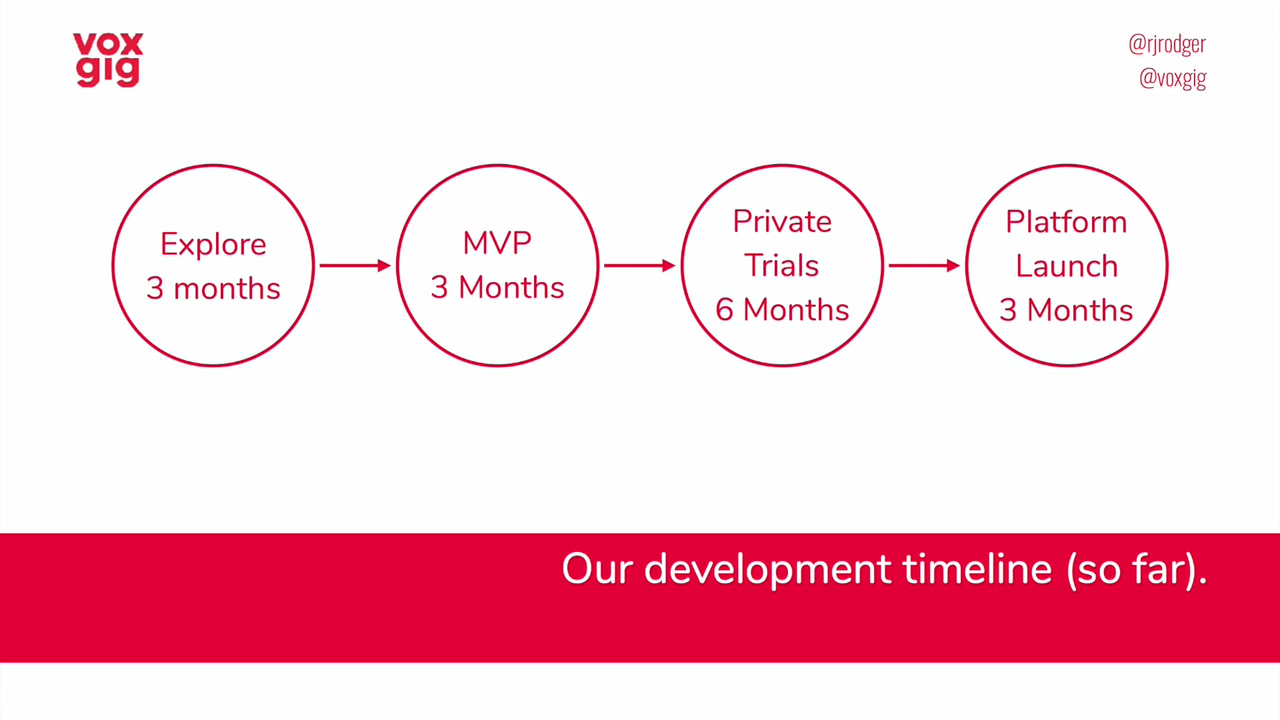 vox
gig
@rjrodger
@voxgig
Explore
3 months
MVP
3 Months
Private
Trials
6 Months
Platform
Launch
3 Months
Our development timeline (so far).